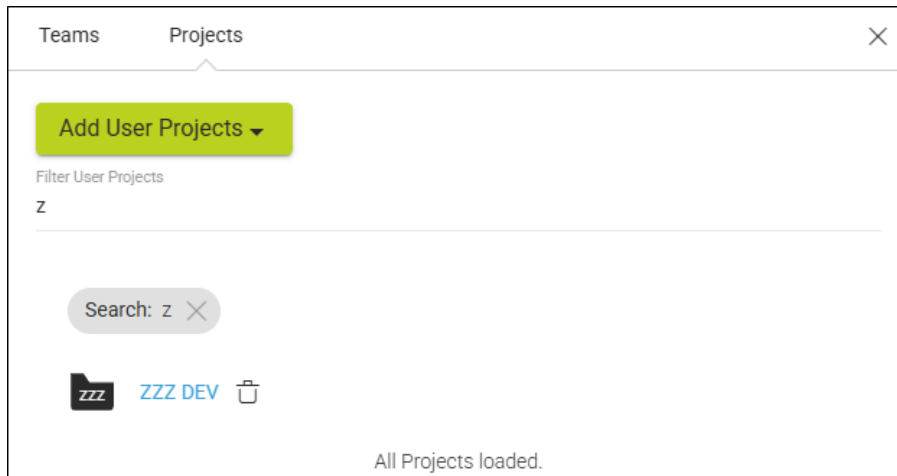 Teams Projects
Add User Projects
Filter User Projects
z
Search: z
zzz ZZZ DEV
All Projects loaded.